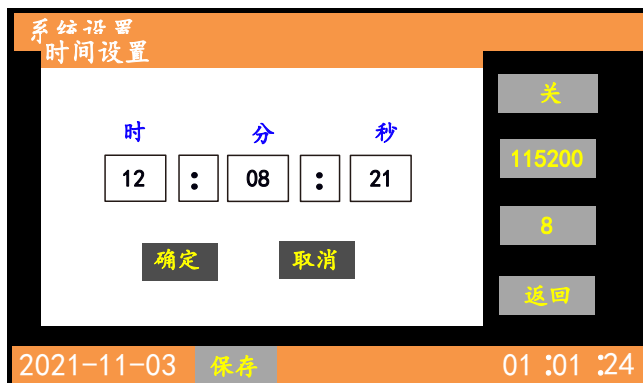 系统设置
时间设置
关
时 分 秒
115200
12 : 08 : 21
8
确定 取消
返回
2021-11-03 保存 01:01:24